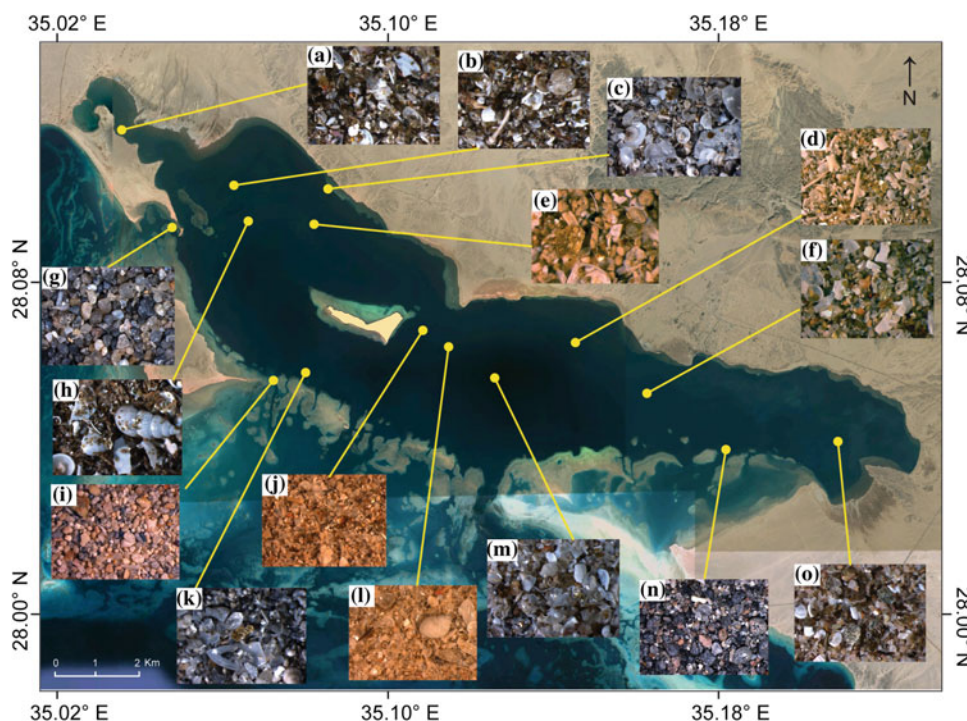 35.02° E 35.10° E 35.18° E
(a)
(b)
(c)
N
(d)
(e)
(f)
28.08° N
28.08° N
(g)
(h)
(i)
(j)
(k)
(l)
(m)
(n)
(o)
28.00° N
28.00° N
0 1 2 Km
35.02° E 35.10° E 35.18° E